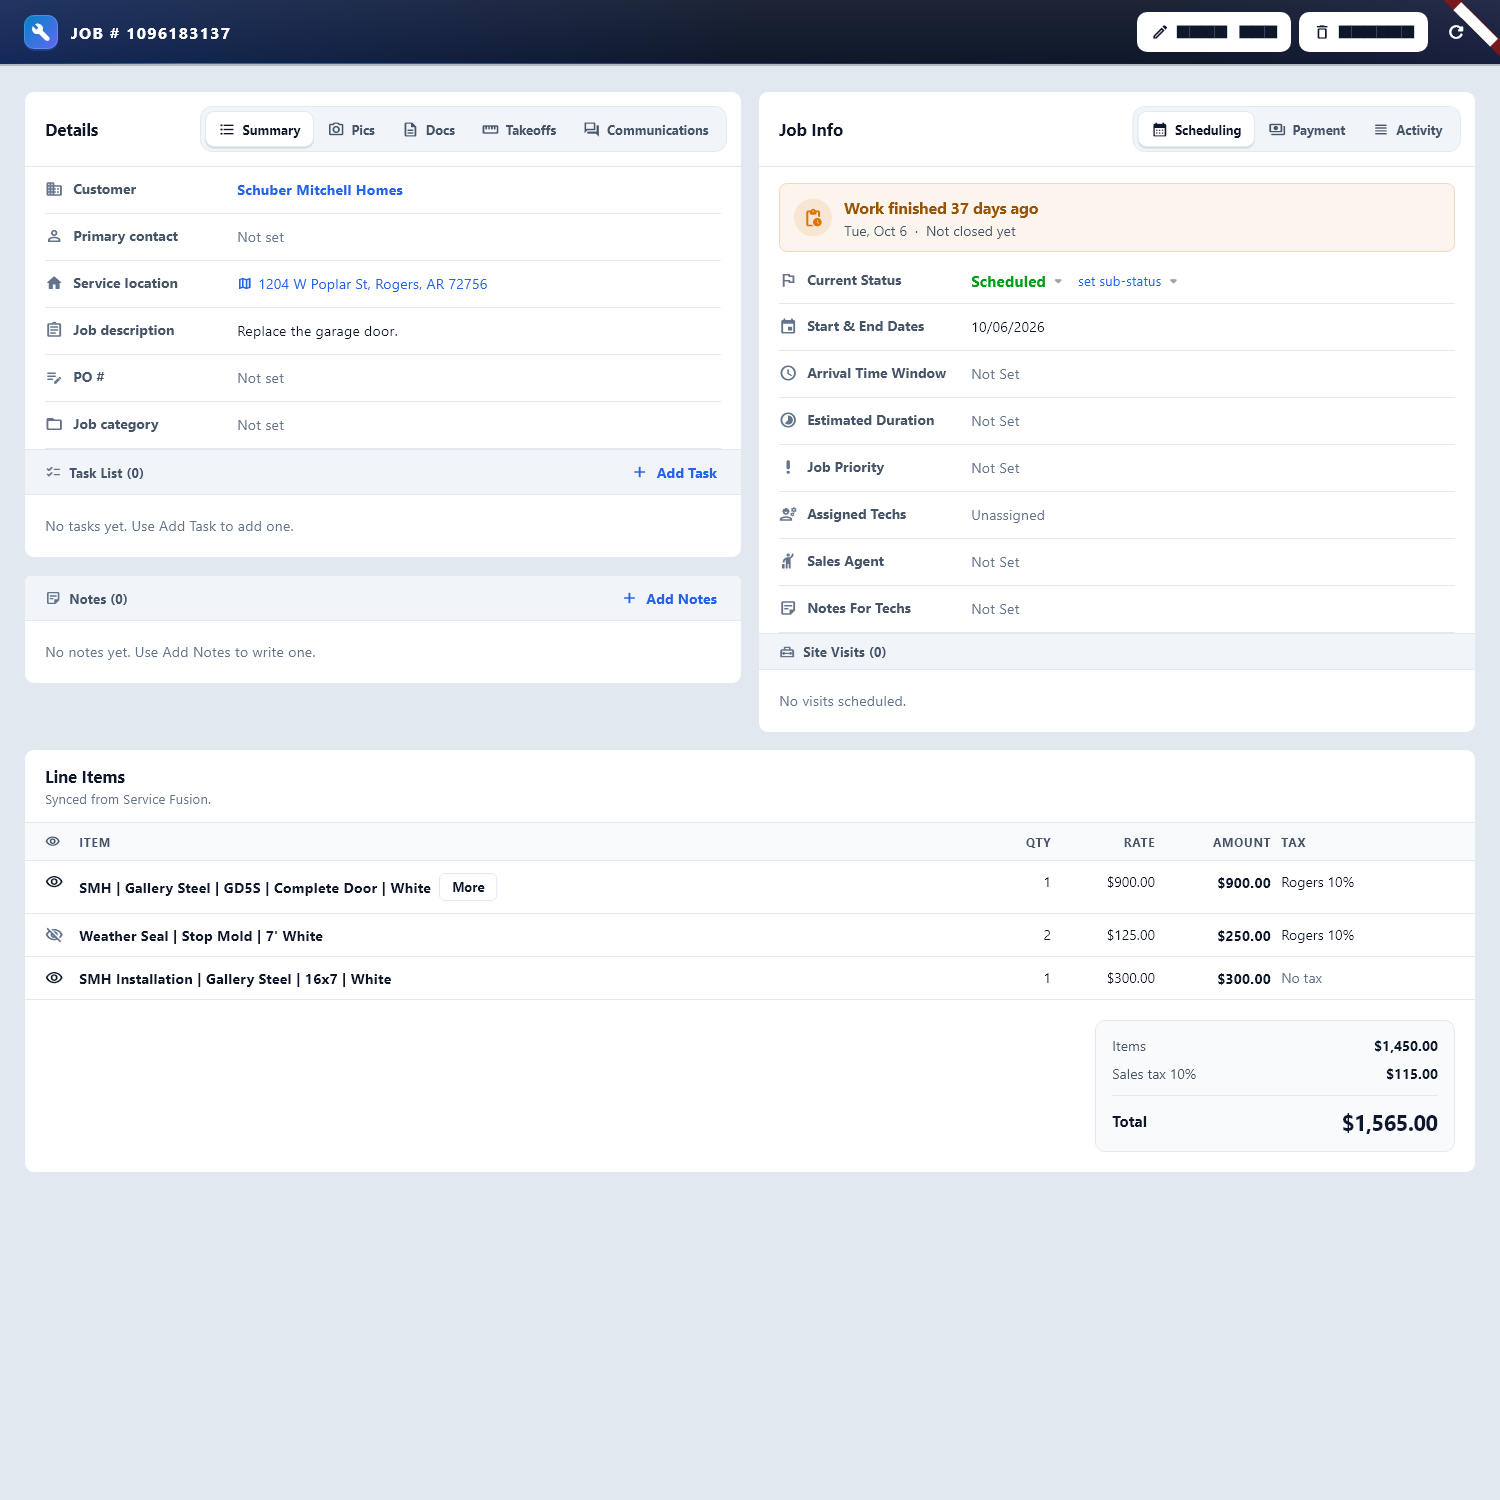 JOB # 1096183137
Details
Summary
Pics
Docs
Takeoffs
Communications
Customer
Schuber Mitchell Homes
Primary contact
Not set
Service location
1204 W Poplar St, Rogers, AR 72756
Job description
Replace the garage door.
PO #
Not set
Job category
Not set
Task List (0)
Add Task
No tasks yet. Use Add Task to add one.
Notes (0)
Add Notes
No notes yet. Use Add Notes to write one.
Job Info
Scheduling
Payment
Activity
Work finished 37 days ago
Tue, Oct 6 · Not closed yet
Current Status
Scheduled
set sub-status
Start & End Dates
10/06/2026
Arrival Time Window
Not Set
Estimated Duration
Not Set
Job Priority
Not Set
Assigned Techs
Unassigned
Sales Agent
Not Set
Notes For Techs
Not Set
Site Visits (0)
No visits scheduled.
Line Items
Synced from Service Fusion.
ITEM QTY RATE AMOUNT TAX
SMH | Gallery Steel | GD5S | Complete Door | White More 1 $900.00 $900.00 Rogers 10%
Weather Seal | Stop Mold | 7' White 2 $125.00 $250.00 Rogers 10%
SMH Installation | Gallery Steel | 16x7 | White 1 $300.00 $300.00 No tax
Items $1,450.00
Sales tax 10% $115.00
Total $1,565.00